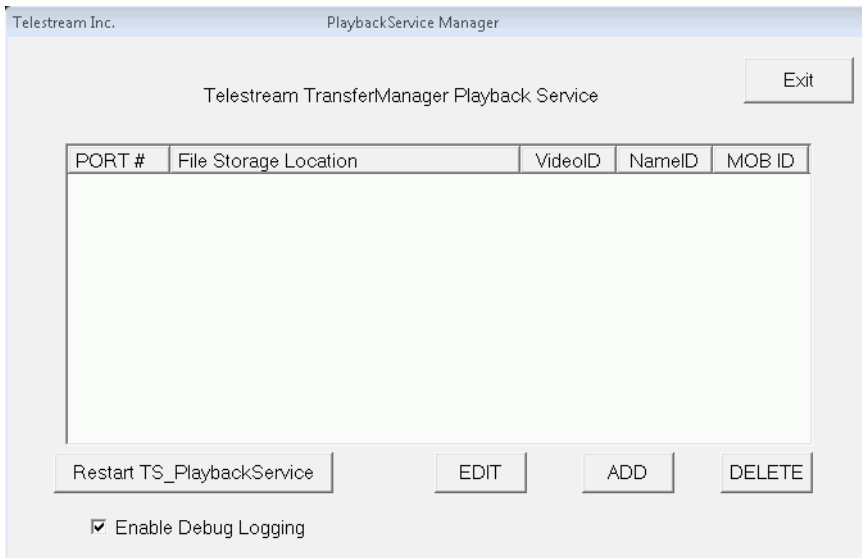 Telestream Inc. PlaybackService Manager
Exit
Telestream TransferManager Playback Service
PORT # File Storage Location VideoID NameID MOB ID
Restart TS_PlaybackService EDIT ADD DELETE
Enable Debug Logging